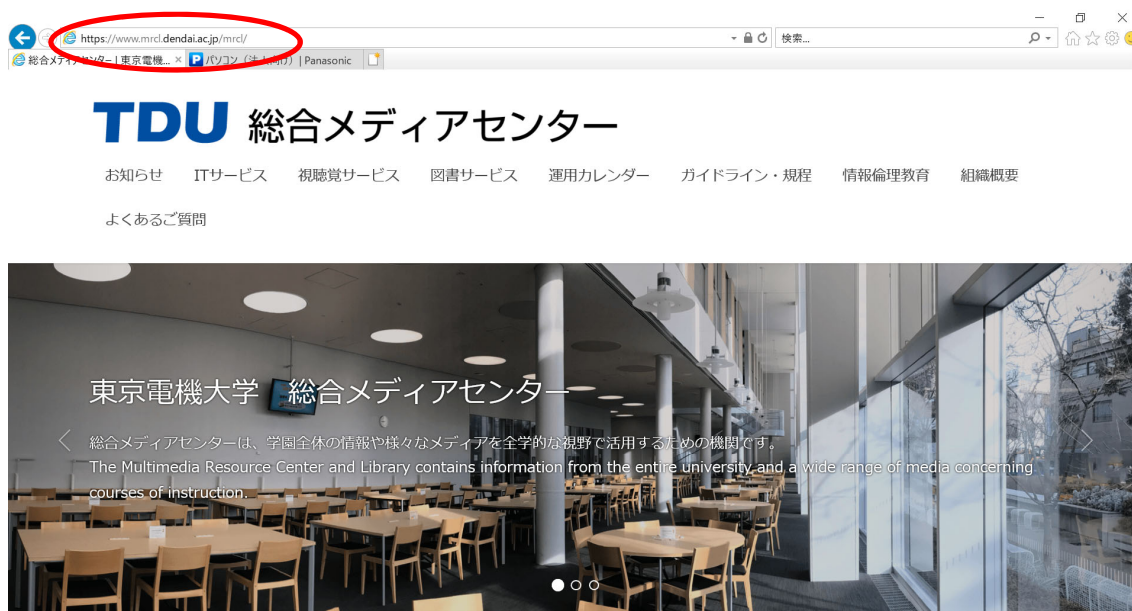 https://www.mrcl.dendai.ac.jp/mrcl/
検索...
総合メディアセンター | 東京電機...
パソコン（法人向け） | Panasonic
TDU 総合メディアセンター
お知らせ ITサービス 視聴覚サービス 図書サービス 運用カレンダー ガイドライン・規程 情報倫理教育 組織概要
よくあるご質問
東京電機大学 総合メディアセンター
総合メディアセンターは、学園全体の情報や様々なメディアを全学的な視野で活用するための機関です。
The Multimedia Resource Center and Library contains information from the entire university and a wide range of media concerning
courses of instruction.